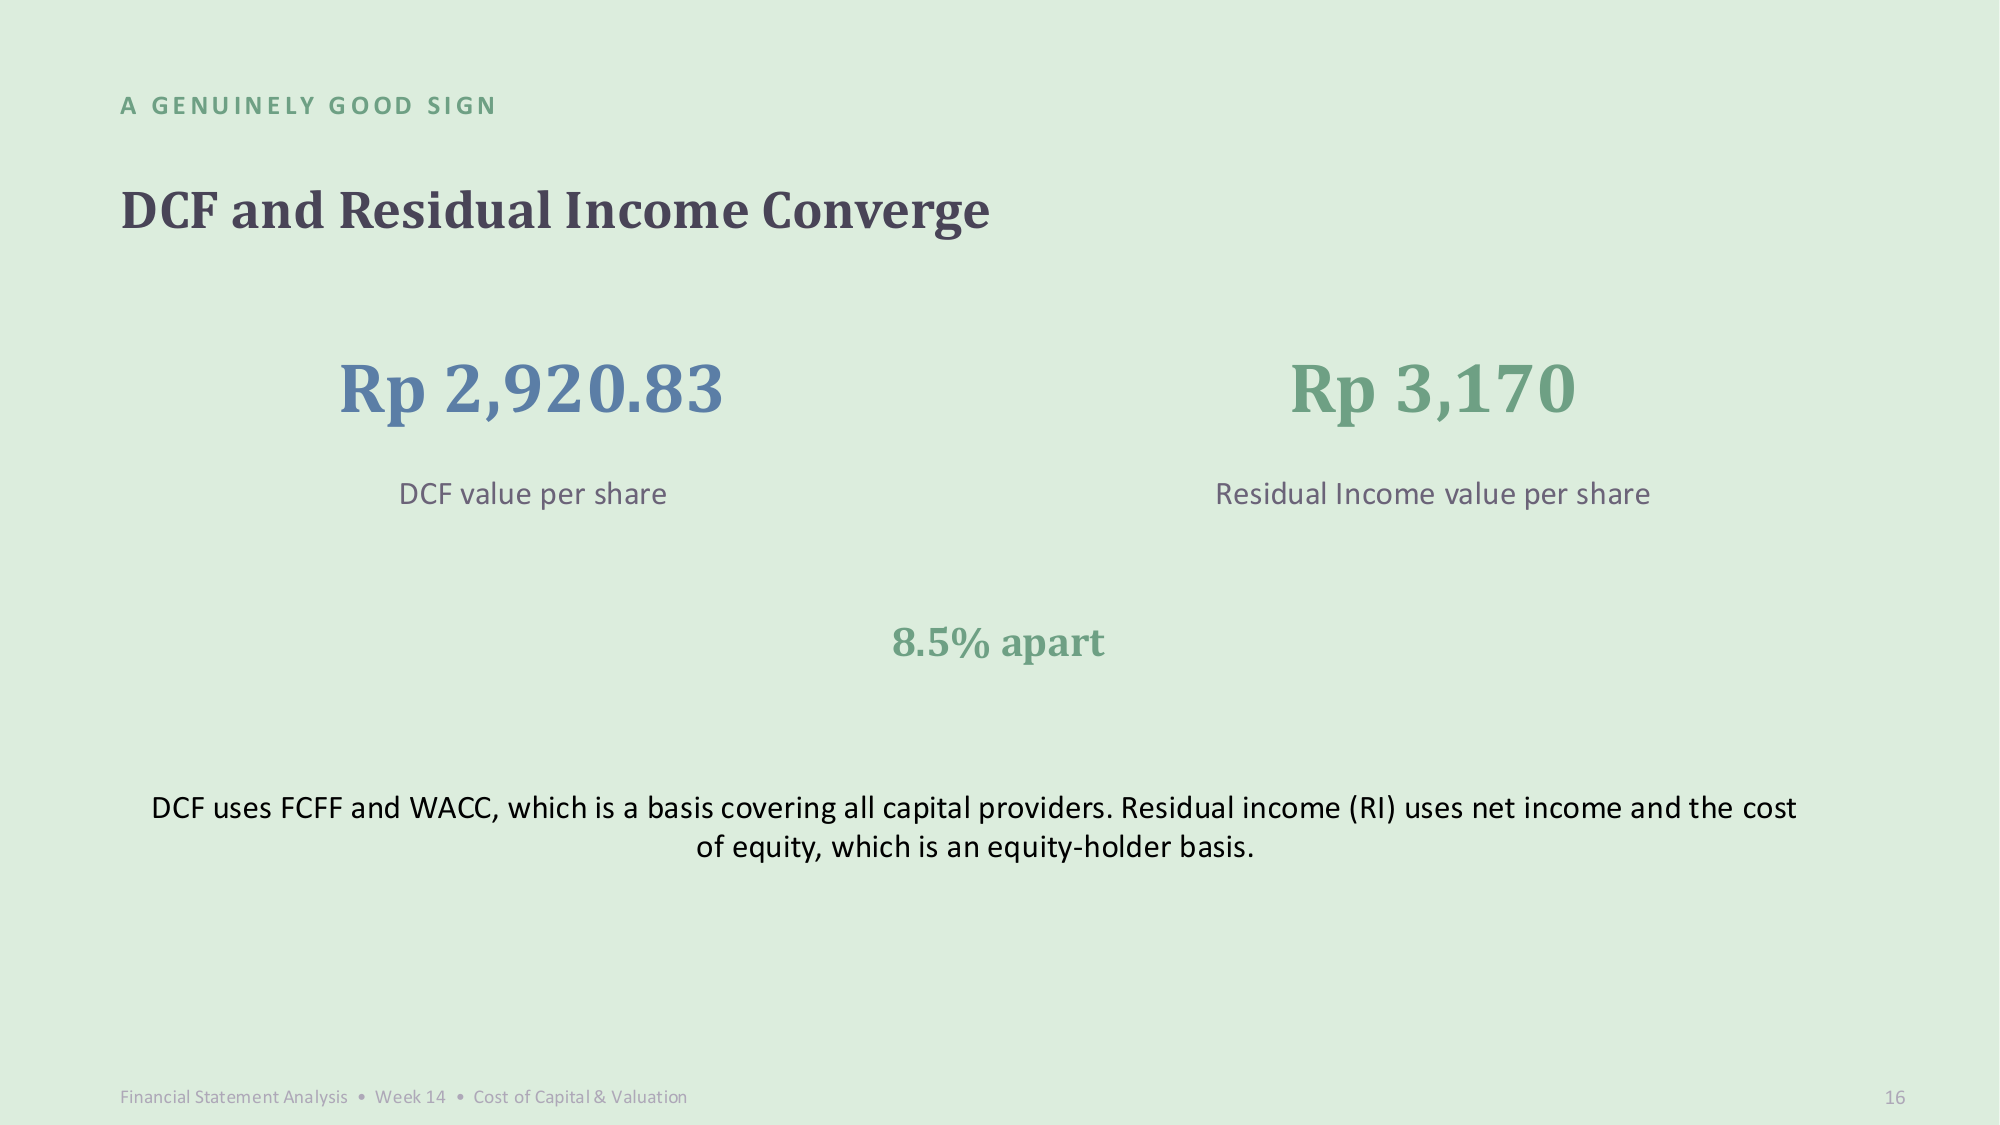 A GENUINELY GOOD SIGN
DCF and Residual Income Converge
Rp 2,920.83
Rp 3,170
DCF value per share
Residual Income value per share
8.5% apart
DCF uses FCFF and WACC, which is a basis covering all capital providers. Residual income (RI) uses net income and the cost
of equity, which is an equity-holder basis.
Financial Statement Analysis • Week 14 • Cost of Capital & Valuation
16